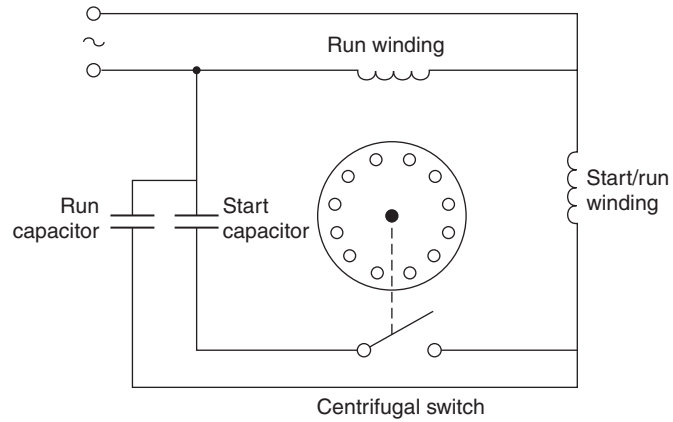 Run winding
Start/run
winding
Run
capacitor
Start
capacitor
Centrifugal switch